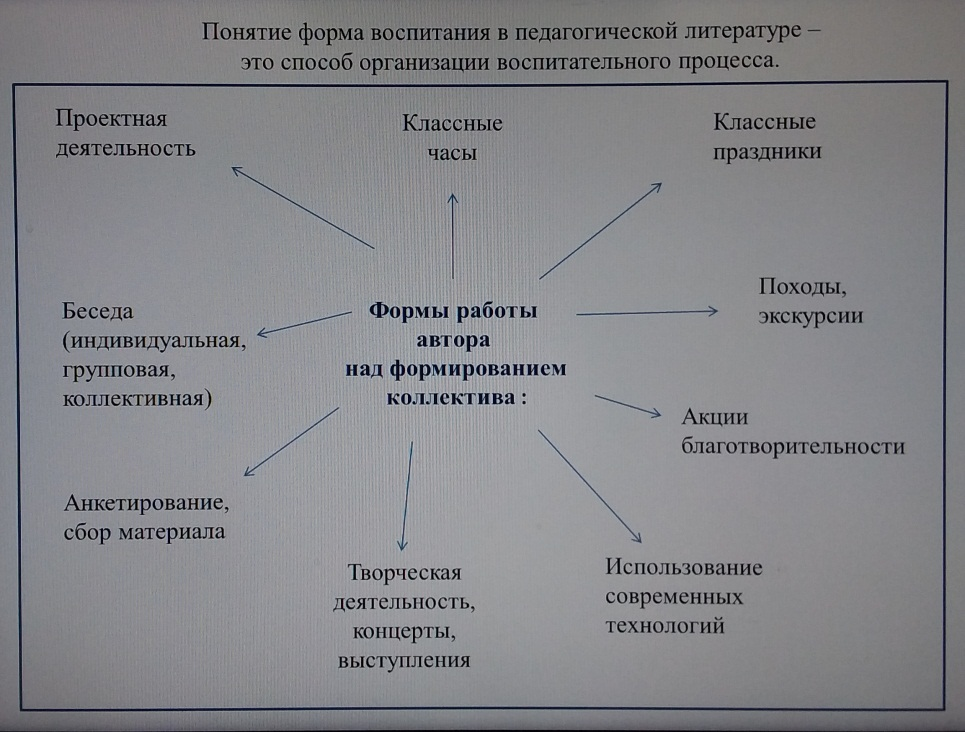 Понятие форма воспитания в педагогической литературе –
это способ организации воспитательного процесса.
Проектная
деятельность
Классные
часы
Классные
праздники
Беседа
(индивидуальная,
групповая,
коллективная)
Формы работы
автора
над формированием
коллектива :
Походы,
экскурсии
Акции
благотворительности
Анкетирование,
сбор материала
Творческая
деятельность,
концерты,
выступления
Использование
современных
технологий